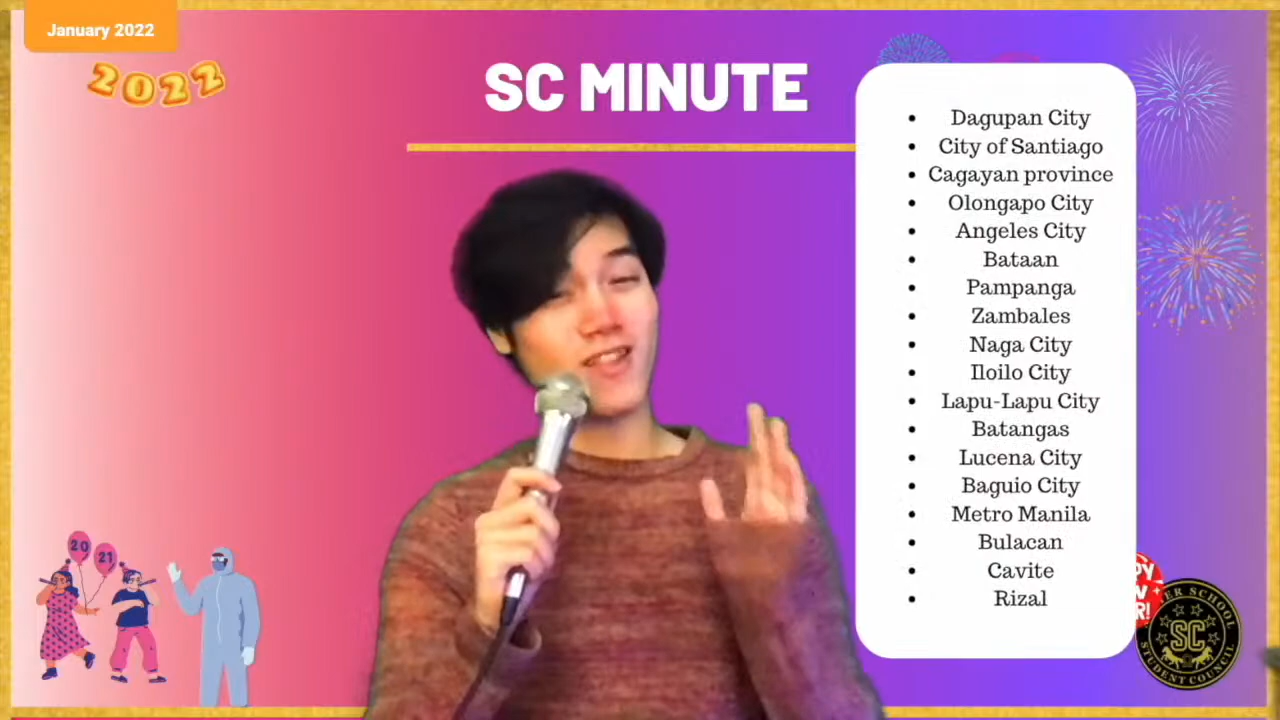 January 2022
2022
SC MINUTE
• Dagupan City
• City of Santiago
• Cagayan province
• Olongapo City
• Angeles City
• Bataan
• Pampanga
• Zambales
• Naga City
• Iloilo City
• Lapu-Lapu City
• Batangas
• Lucena City
• Baguio City
• Metro Manila
• Bulacan
• Cavite
• Rizal
20
21
SC
STUDENT COUNCIL